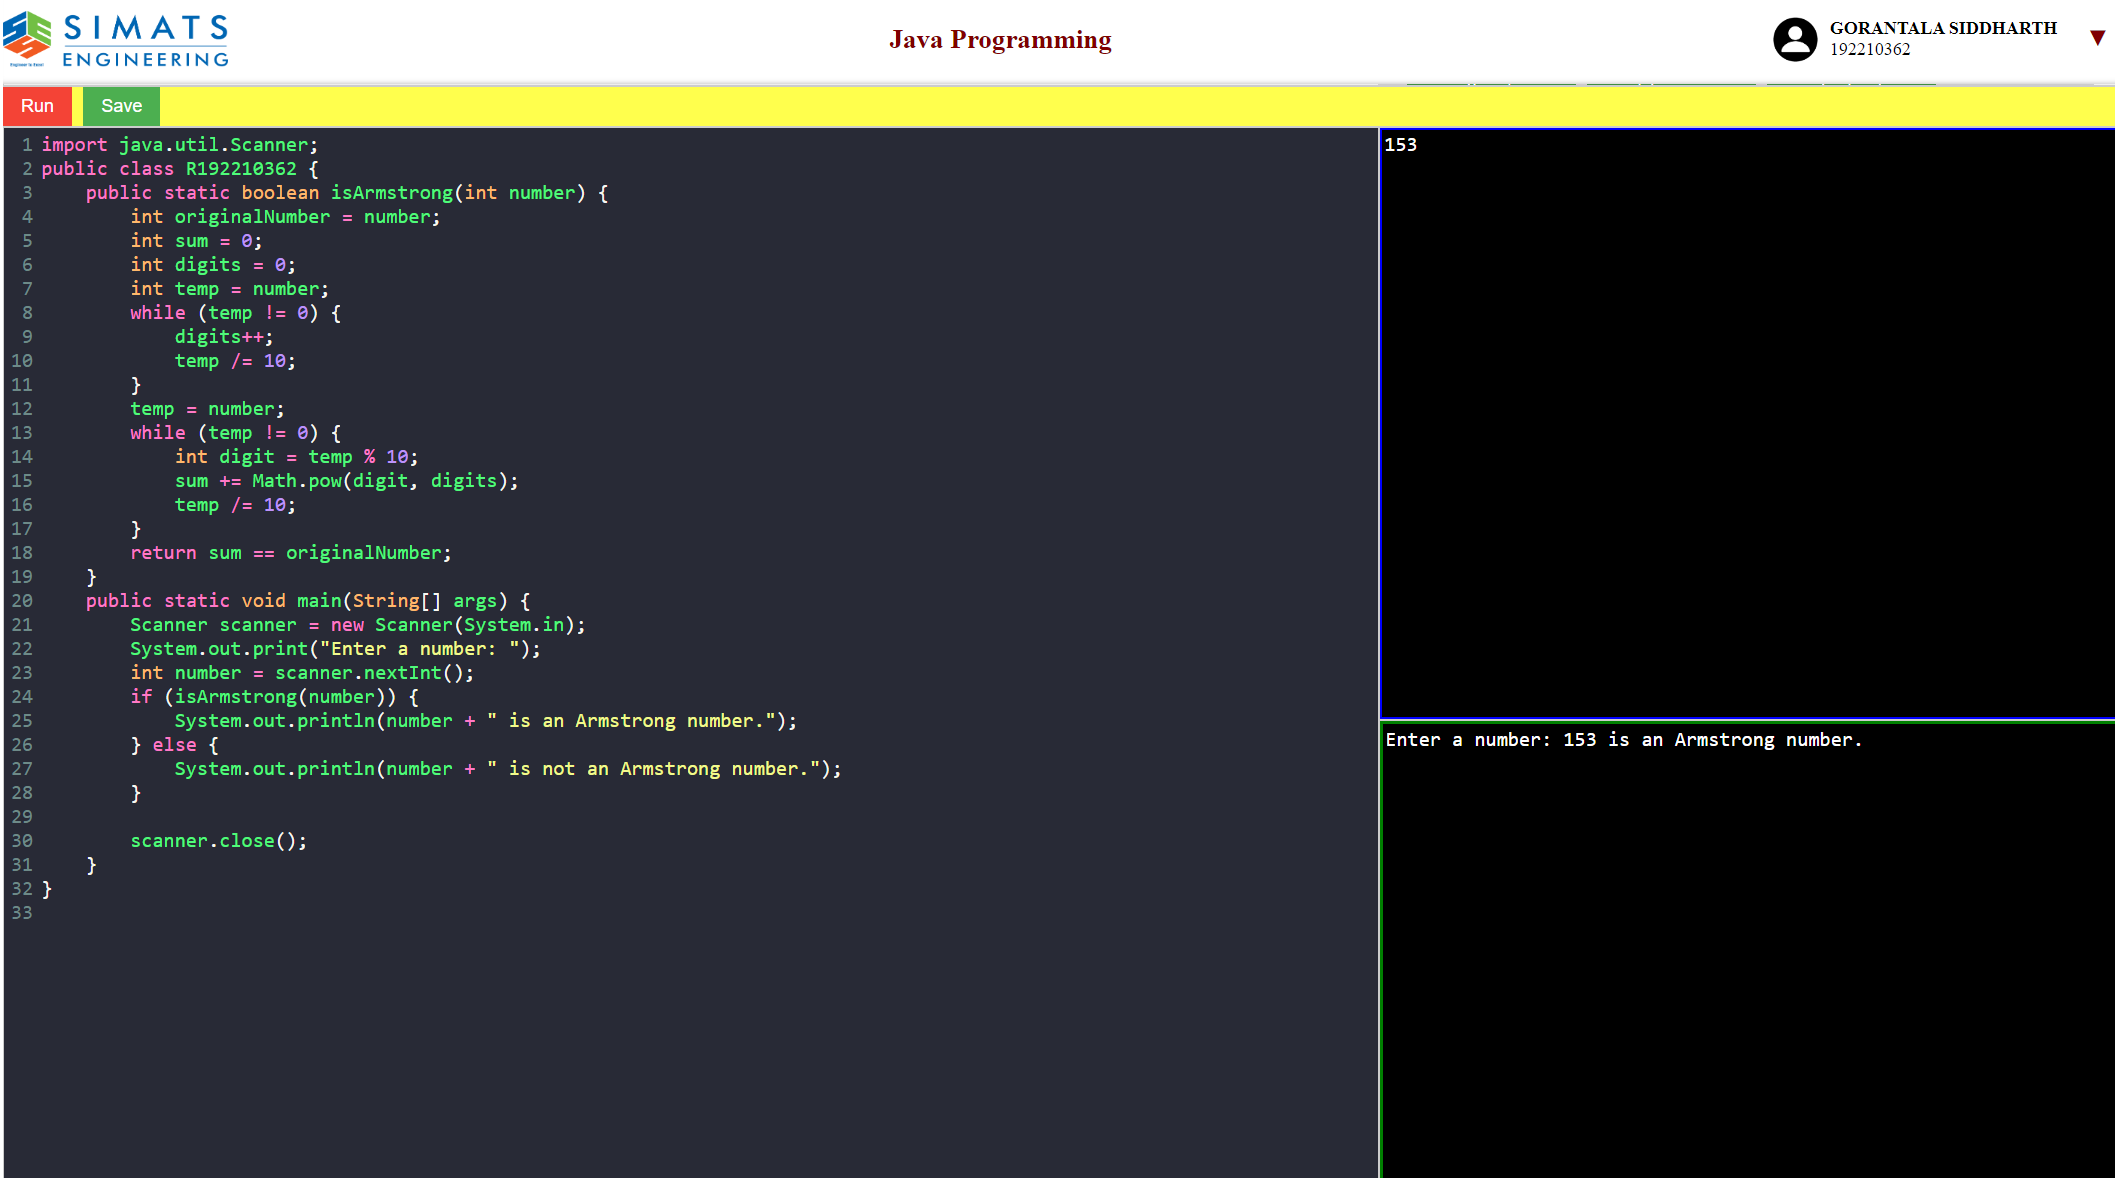 SIMATS
ENGINEERING
Engineer to Excel
Java Programming
GORANTALA SIDDHARTH
192210362
Run
Save
1 import java.util.Scanner;
2 public class R192210362 {
3     public static boolean isArmstrong(int number) {
4         int originalNumber = number;
5         int sum = 0;
6         int digits = 0;
7         int temp = number;
8         while (temp != 0) {
9             digits++;
10             temp /= 10;
11         }
12         temp = number;
13         while (temp != 0) {
14             int digit = temp % 10;
15             sum += Math.pow(digit, digits);
16             temp /= 10;
17         }
18         return sum == originalNumber;
19     }
20     public static void main(String[] args) {
21         Scanner scanner = new Scanner(System.in);
22         System.out.print("Enter a number: ");
23         int number = scanner.nextInt();
24         if (isArmstrong(number)) {
25             System.out.println(number + " is an Armstrong number.");
26         } else {
27             System.out.println(number + " is not an Armstrong number.");
28         }
29
30         scanner.close();
31     }
32 }
33
153
Enter a number: 153 is an Armstrong number.